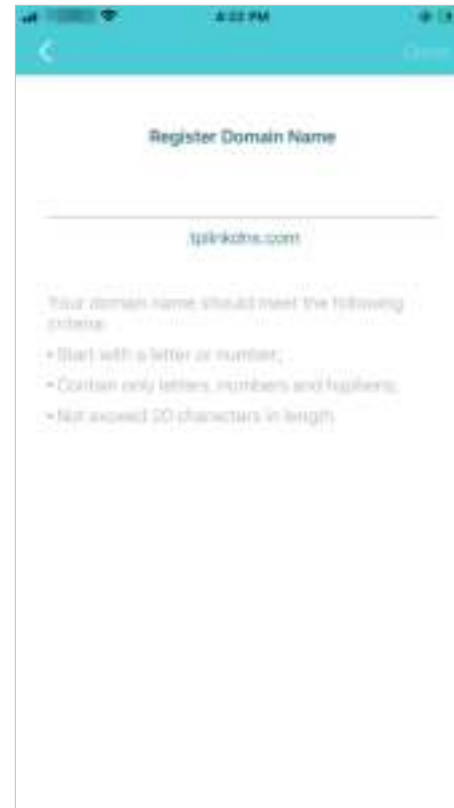 4:22 PM
Done
Register Domain Name
tplinkdns.com
Your domain name should meet the following
criteria:
• Start with a letter or number;
• Contain only letters, numbers and hyphens;
• Not exceed 20 characters in length.